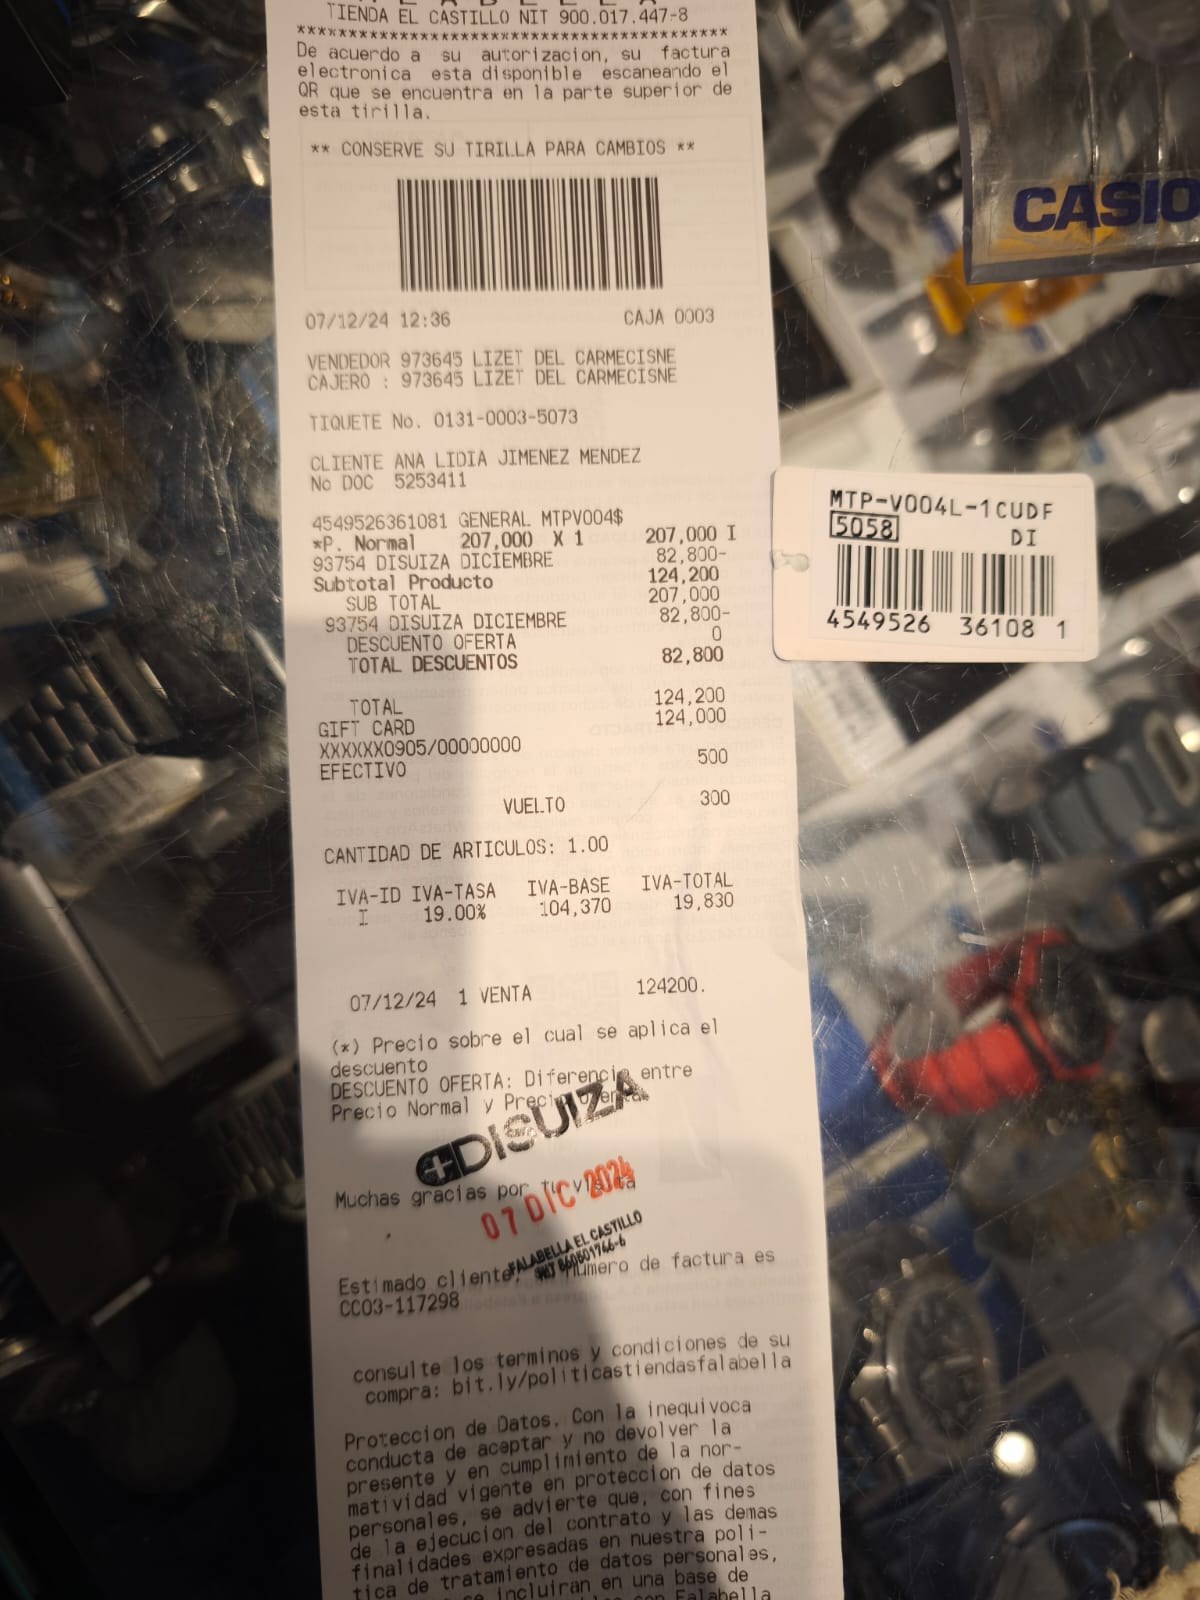 TIENDA EL CASTILLO NIT 900.017.447-8
****************************************
De acuerdo a su autorizacion, su factura
electronica esta disponible escaneando el
QR que se encuentra en la parte superior de
esta tirilla.
** CONSERVE SU TIRILLA PARA CAMBIOS **
07/12/24 12:36 CAJA 0003
VENDEDOR 973645 LIZET DEL CARMECISNE
CAJERO : 973645 LIZET DEL CARMECISNE
TIQUETE No. 0131-0003-5073
CLIENTE ANA LIDIA JIMENEZ MENDEZ
No DOC 5253411
4549526361081 GENERAL MTPV004$
*P. Normal 207,000 X 1 207,000 I
93754 DISUIZA DICIEMBRE 82,800-
Subtotal Producto 124,200
SUB TOTAL 207,000
93754 DISUIZA DICIEMBRE 82,800-
DESCUENTO OFERTA 0
TOTAL DESCUENTOS 82,800
TOTAL 124,200
GIFT CARD 124,000
XXXXXX0905/00000000
EFECTIVO 500
VUELTO 300
CANTIDAD DE ARTICULOS: 1.00
IVA-ID IVA-TASA IVA-BASE IVA-TOTAL
I 19.00% 104,370 19,830
07/12/24 1 VENTA 124200.
(*) Precio sobre el cual se aplica el
descuento
DESCUENTO OFERTA: Diferencia entre
Precio Normal y Precio
DISUIZA
Muchas gracias por tu visita
07 DIC 2024
FALABELLA EL CASTILLO
NIT 860501746-6
Estimado cliente, numero de factura es
CC03-117298
consulte los terminos y condiciones de su
compra: bit.ly/politicastiendasfalabella
Proteccion de Datos. Con la inequivoca
conducta de aceptar y no devolver la
presente y en cumplimiento de la nor-
matividad vigente en proteccion de datos
personales, se advierte que, con fines
de la ejecucion del contrato y las demas
finalidades expresadas en nuestra poli-
tica de tratamiento de datos personales,
se incluiran en una base de
Falabella
CASIO
MTP-V004L-1CUDF
5058 DI
4549526 36108 1